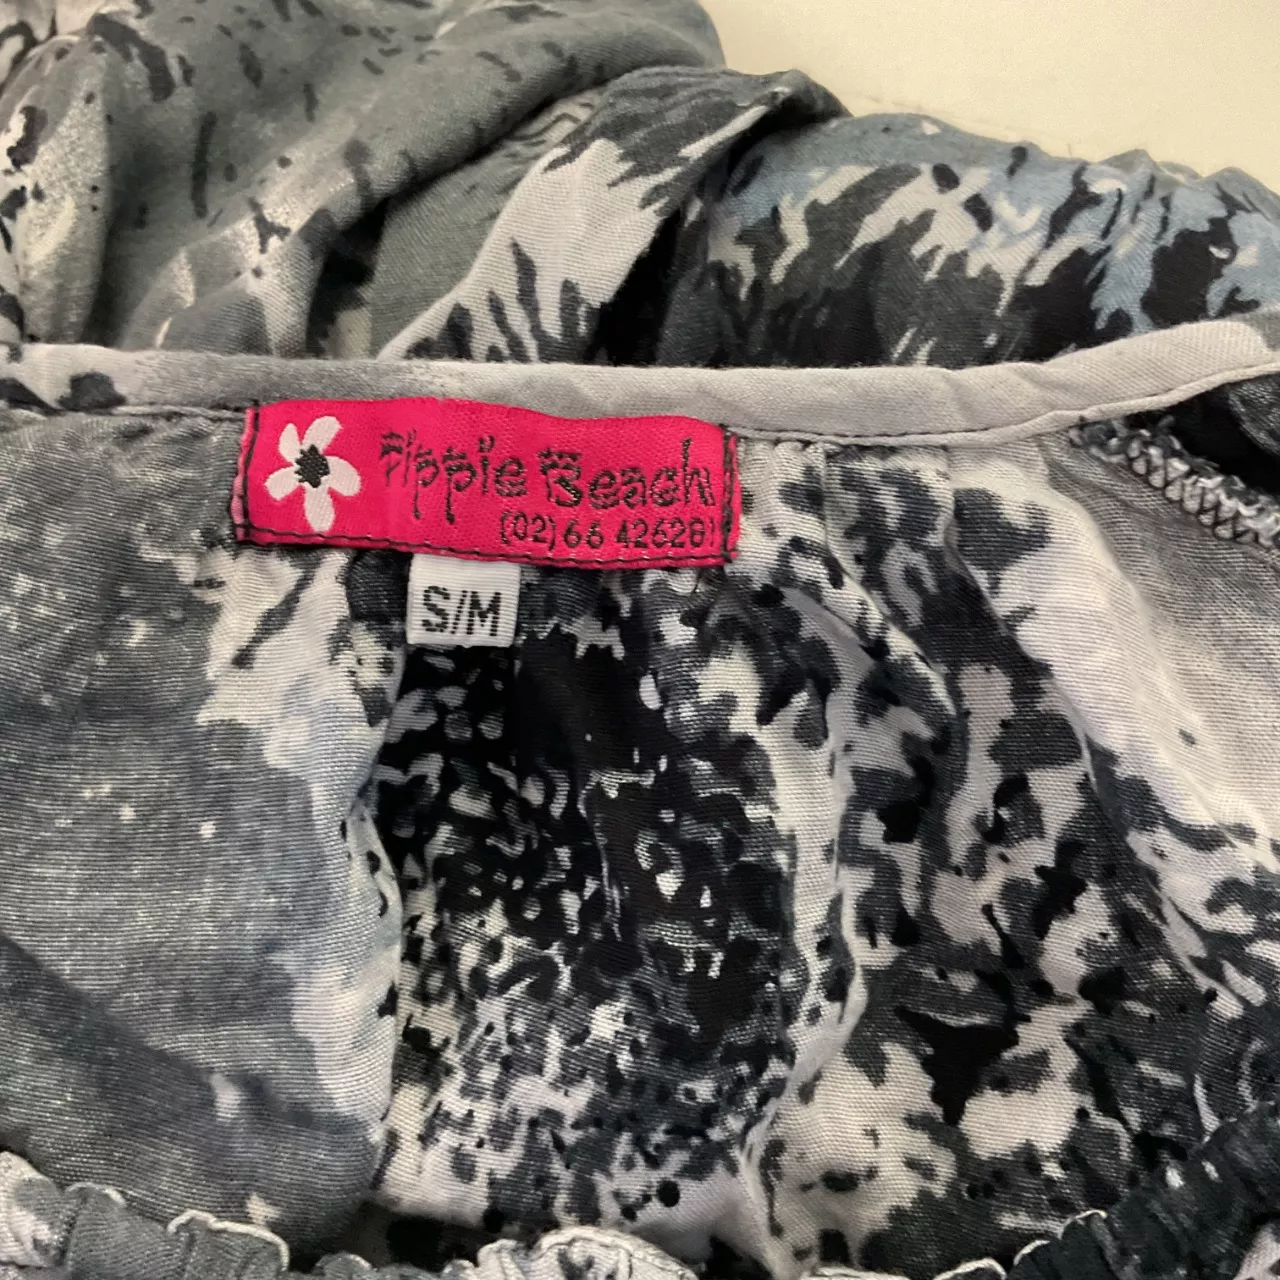 Pippie Beach
(02) 66 426281
S/M